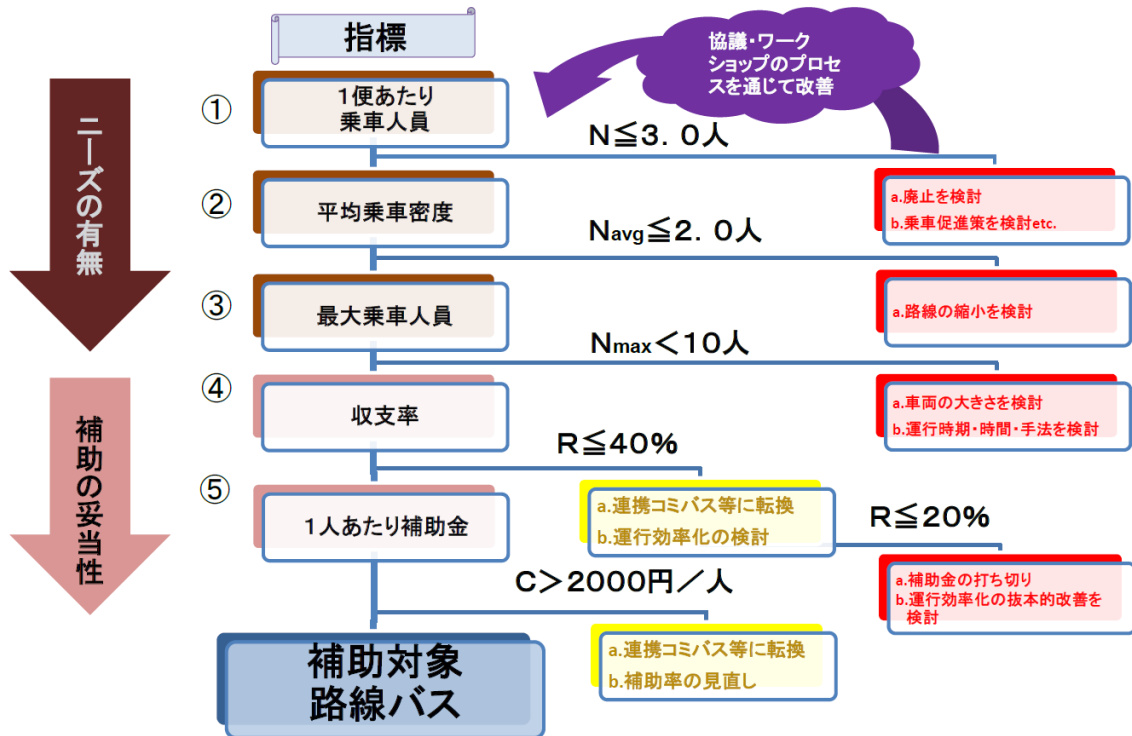 指標
協議・ワーク
ショップのプロセ
スを通じて改善
ニーズの有無
①
1便あたり
乗車人員
N≦3．0人
a.廃止を検討
b.乗車促進策を検討etc.
②
平均乗車密度
Navg≦2．0人
a.路線の縮小を検討
③
最大乗車人員
Nmax＜10人
a.車両の大きさを検討
b.運行時期・時間・手法を検討
補助の妥当性
④
収支率
R≦40%
a.連携コミバス等に転換
b.運行効率化の検討
R≦20%
a.補助金の打ち切り
b.運行効率化の抜本的改善を
検討
⑤
1人あたり補助金
C＞2000円／人
a.連携コミバス等に転換
b.補助率の見直し
補助対象
路線バス